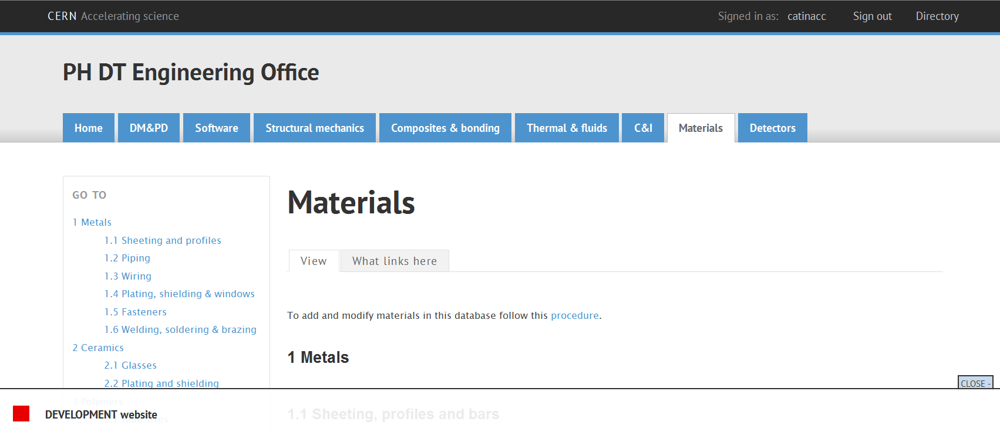 CERN Accelerating science
Signed in as: catinacc Sign out Directory
PH DT Engineering Office
Home DM&PD Software Structural mechanics Composites & bonding Thermal & fluids C&I Materials Detectors
GO TO
1 Metals
1.1 Sheeting and profiles
1.2 Piping
1.3 Wiring
1.4 Plating, shielding & windows
1.5 Fasteners
1.6 Welding, soldering & brazing
2 Ceramics
2.1 Glasses
2.2 Plating and shielding
3 Polymers
Materials
View What links here
To add and modify materials in this database follow this procedure.
1 Metals
1.1 Sheeting, profiles and bars
CLOSE -
DEVELOPMENT website